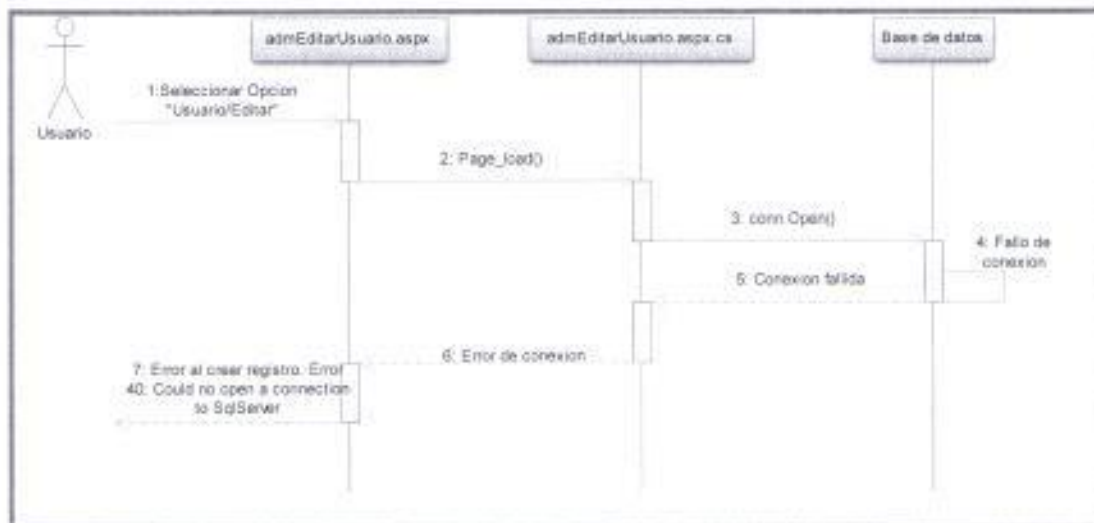 admEditarUsuario.aspx
admEditarUsuario.aspx.cs
Base de datos
1:Seleccionar Opcion
"Usuario/Editar"
Usuario
2: Page_load()
3: conn.Open()
4: Fallo de
conexion
5: Conexion fallida
6: Error de conexion
7: Error al crear registro. Error
40: Could no open a connection
to SqlServer